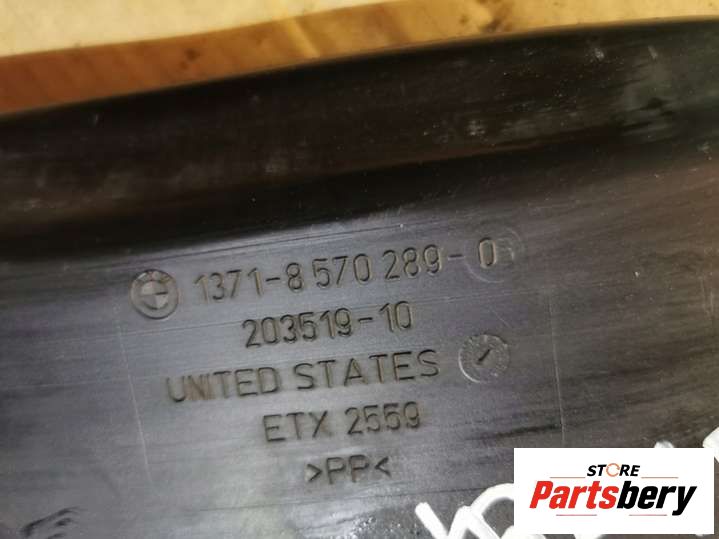 1371-8 570 289-0
203519-10
UNITED STATES
ETX 2559
>PP<
STORE
Partsbery